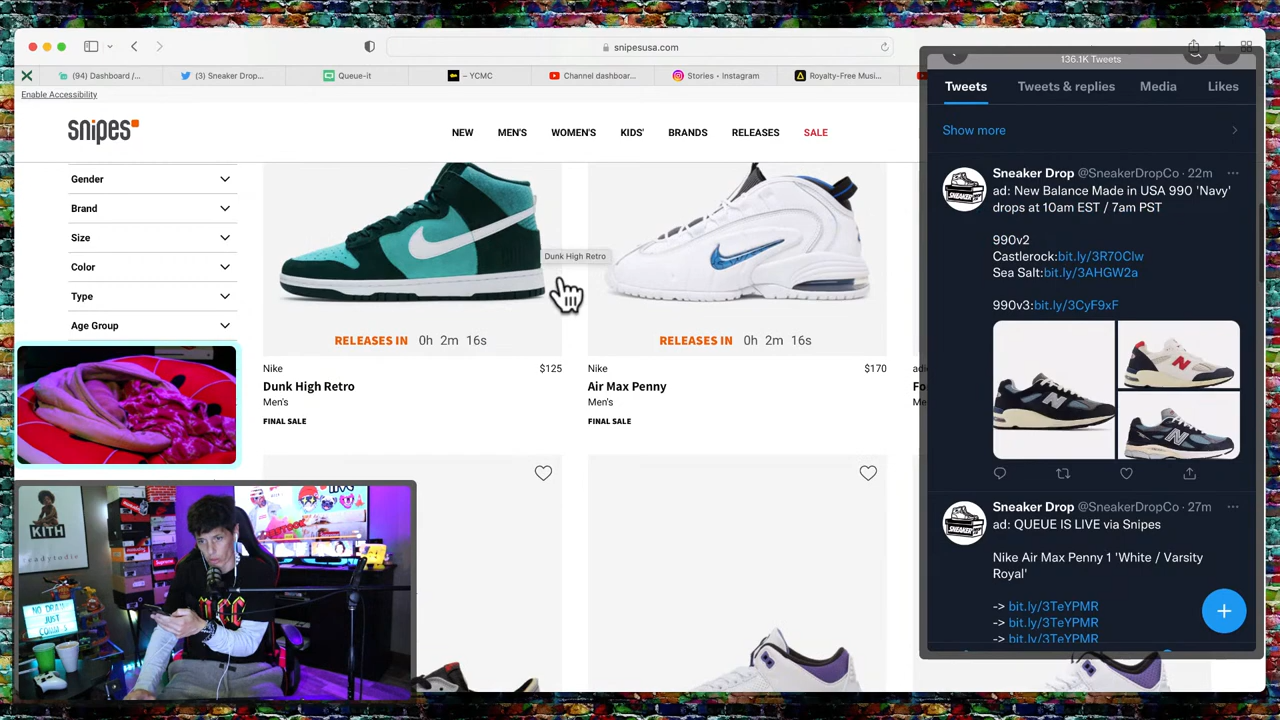 snipesusa.com
(94) Dashboard /...
(3) Sneaker Drop...
Queue-it
– YCMC
Channel dashboar...
Stories • Instagram
Royalty-Free Musi...
Enable Accessibility
snipes
NEW
MEN'S
WOMEN'S
KIDS'
BRANDS
RELEASES
SALE
Gender
Brand
Size
Color
Type
Age Group
Dunk High Retro
RELEASES IN 0h 2m 16s
Nike
$125
Dunk High Retro
Men's
FINAL SALE
RELEASES IN 0h 2m 16s
Nike
$170
Air Max Penny
Men's
FINAL SALE
136.1K Tweets
Tweets
Tweets & replies
Media
Likes
Show more
Sneaker Drop @SneakerDropCo · 22m
ad: New Balance Made in USA 990 'Navy'
drops at 10am EST / 7am PST
990v2
Castlerock:bit.ly/3R70Clw
Sea Salt:bit.ly/3AHGW2a
990v3:bit.ly/3CyF9xF
Sneaker Drop @SneakerDropCo · 27m
ad: QUEUE IS LIVE via Snipes
Nike Air Max Penny 1 'White / Varsity
Royal'
-> bit.ly/3TeYPMR
-> bit.ly/3TeYPMR
-> bit.ly/3TeYPMR
KITH
NO DRAMA
JUST